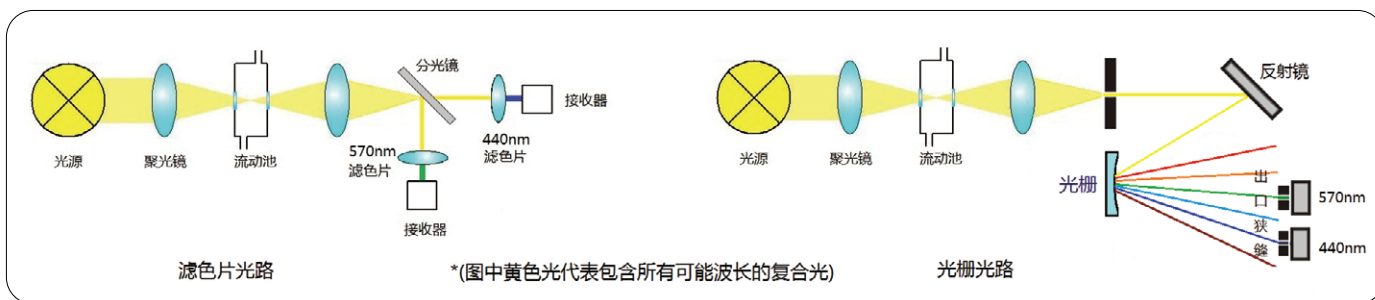 光源
聚光镜
流动池
570nm
滤色片
接收器
分光镜
440nm
滤色片
接收器
滤色片光路
*(图中黄色光代表包含所有可能波长的复合光)
光源
聚光镜
流动池
反射镜
光栅
出
口
狭
缝
570nm
440nm
光栅光路